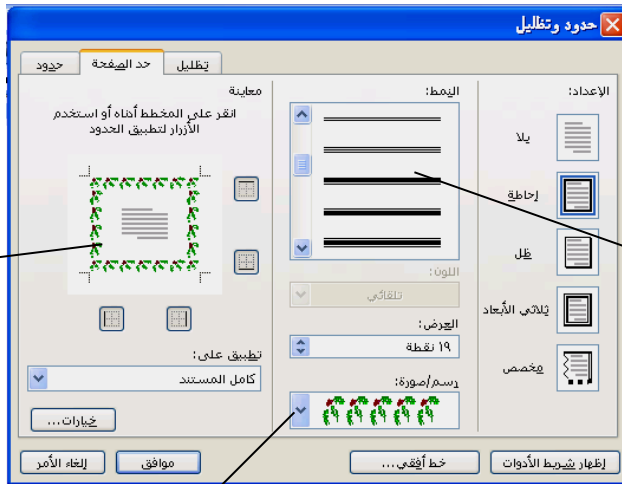 حدود وتظليل
حدود
حد الصفحة
تظليل
الإعداد:
بلا
إحاطة
ظل
ثلاثي الأبعاد
مخصص
النمط:
اللون:
تلقائي
العرض:
١٩ نقطة
رسم/صورة:
معاينة
انقر على المخطط أدناه أو استخدم
الأزرار لتطبيق الحدود
تطبيق على:
كامل المستند
خيارات...
إظهار شريط الأدوات
خط أفقي...
موافق
إلغاء الأمر